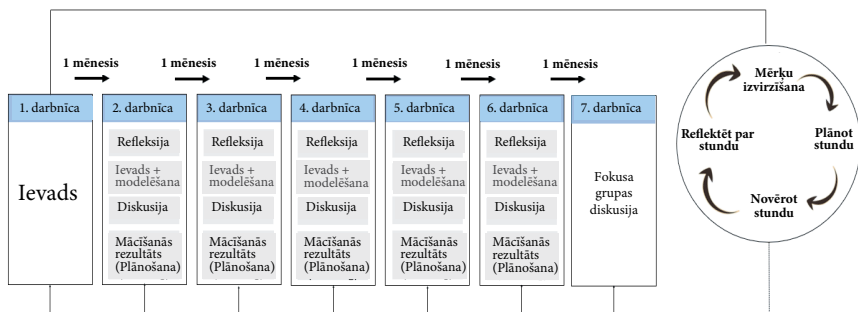 1 mēnesis
1 mēnesis
1 mēnesis
1 mēnesis
1 mēnesis
1 mēnesis
1. darbnīca
Ievads
2. darbnīca
Refleksija
Ievads +
modelēšana
Diskusija
Mācīšanās
rezultāts
(Plānošana)
3. darbnīca
Refleksija
Ievads +
modelēšana
Diskusija
Mācīšanās
rezultāts
(Plānošana)
4. darbnīca
Refleksija
Ievads +
modelēšana
Diskusija
Mācīšanās
rezultāts
(Plānošana)
5. darbnīca
Refleksija
Ievads +
modelēšana
Diskusija
Mācīšanās
rezultāts
(Plānošana)
6. darbnīca
Refleksija
Ievads +
modelēšana
Diskusija
Mācīšanās
rezultāts
(Plānošana)
7. darbnīca
Fokusa
grupas
diskusija
Mērķu
izvirzīšana
Plānot
stundu
Novērot
stundu
Reflektēt par
stundu